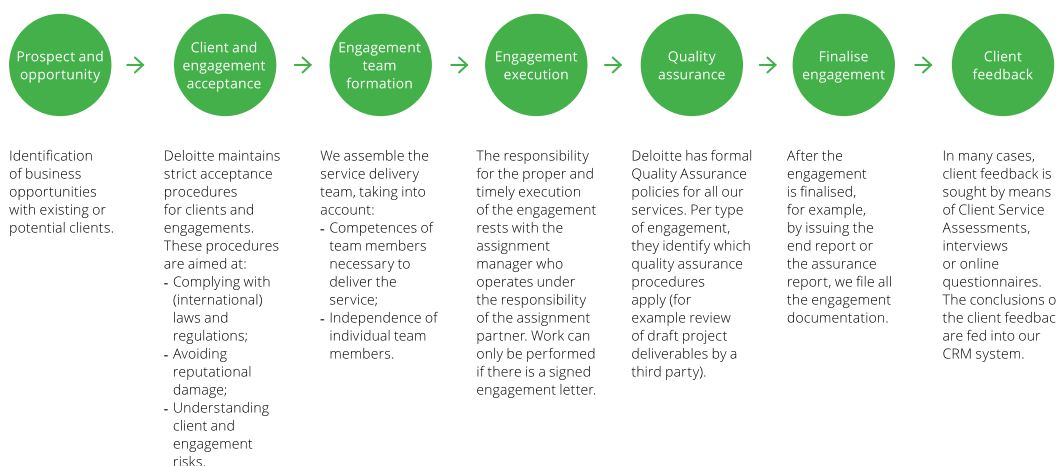 Prospect and
opportunity
Client and
engagement
acceptance
Engagement
team
formation
Engagement
execution
Quality
assurance
Finalise
engagement
Client
feedback
Identification
of business
opportunities
with existing or
potential clients.
Deloitte maintains
strict acceptance
procedures
for clients and
engagements.
These procedures
are aimed at:
- Complying with
(international)
laws and
regulations;
- Avoiding
reputational
damage;
- Understanding
client and
engagement
risks.
We assemble the
service delivery
team, taking into
account:
- Competences of
team members
necessary to
deliver the
service;
- Independence of
individual team
members.
The responsibility
for the proper and
timely execution
of the engagement
rests with the
assignment
manager who
operates under
the responsibility
of the assignment
partner. Work can
only be performed
if there is a signed
engagement letter.
Deloitte has formal
Quality Assurance
policies for all our
services. Per type
of engagement,
they identify which
quality assurance
procedures
apply (for
example review
of draft project
deliverables by a
third party).
After the
engagement
is finalised,
for example,
by issuing the
end report or
the assurance
report, we file all
the engagement
documentation.
In many cases,
client feedback is
sought by means
of Client Service
Assessments,
interviews
or online
questionnaires.
The conclusions o
the client feedbac
are fed into our
CRM system.